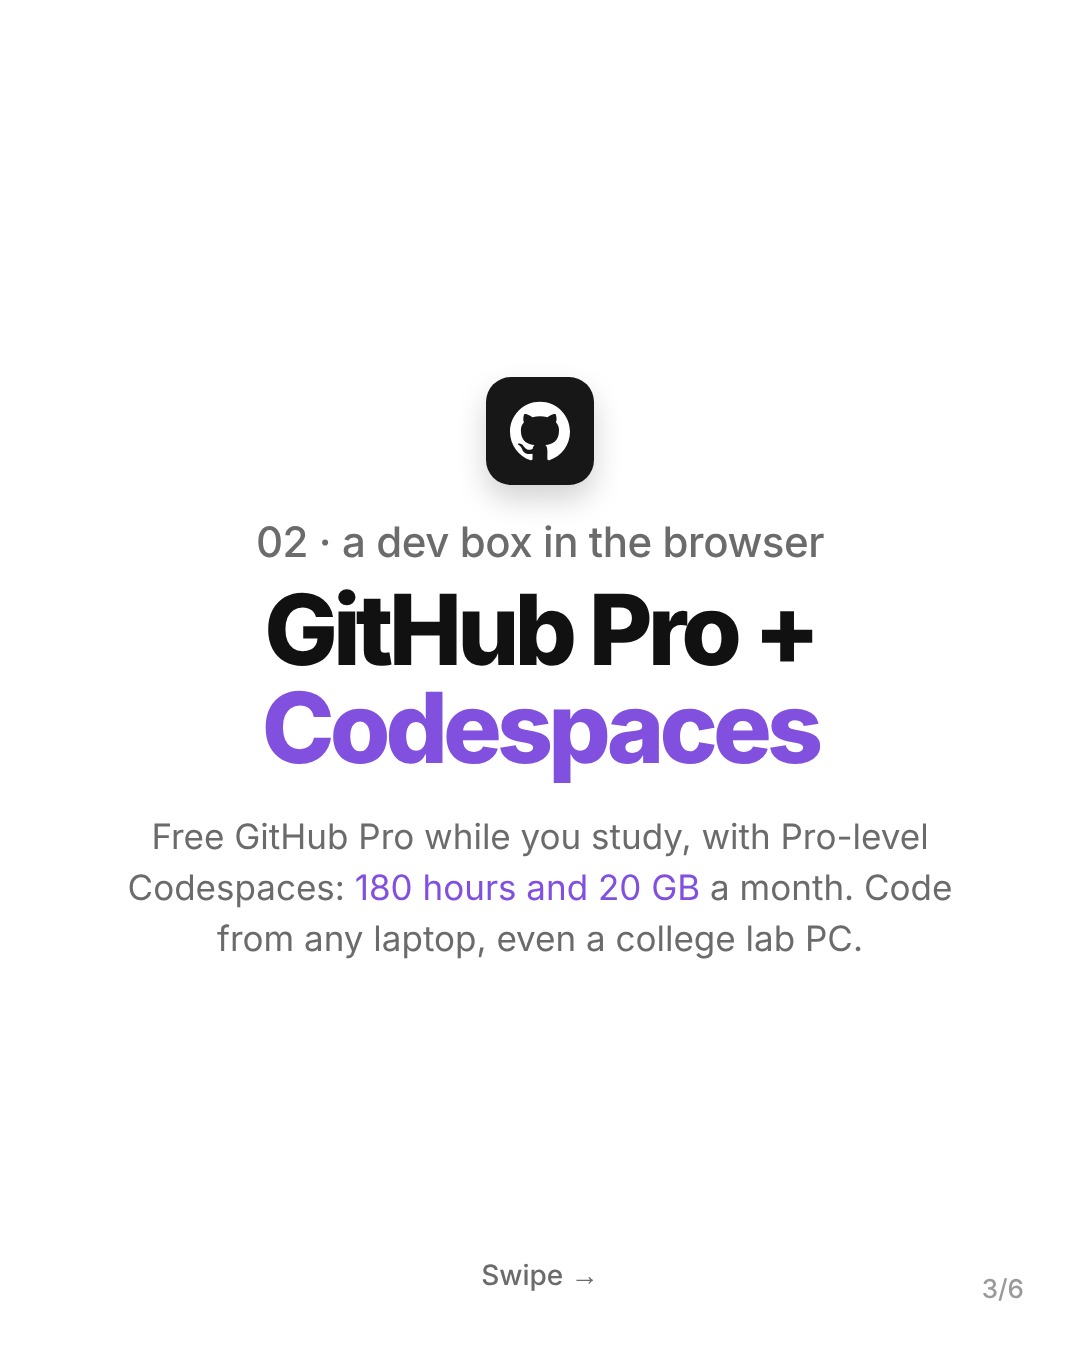 02 · a dev box in the browser
GitHub Pro +
Codespaces
Free GitHub Pro while you study, with Pro-level
Codespaces: 180 hours and 20 GB a month. Code
from any laptop, even a college lab PC.
Swipe →
3/6